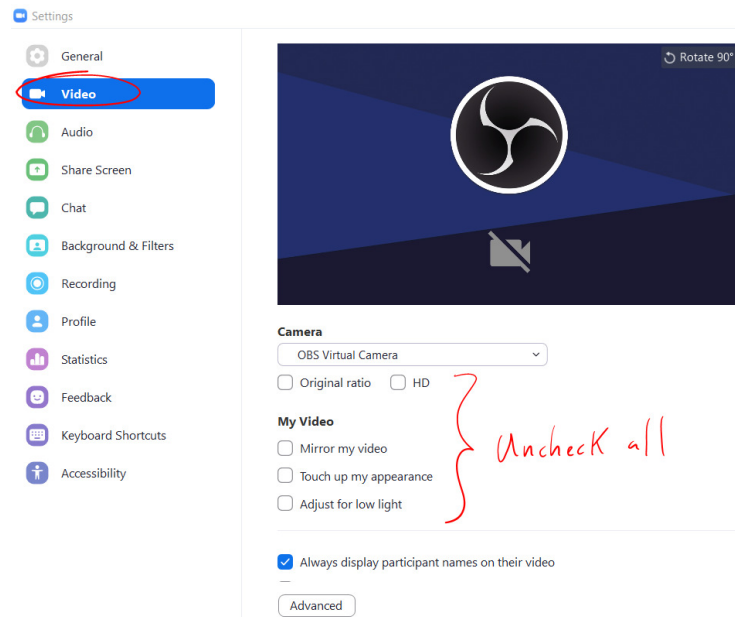 Settings
General
Video
Audio
Share Screen
Chat
Background & Filters
Recording
Profile
Statistics
Feedback
Keyboard Shortcuts
Accessibility
Rotate 90°
Camera
OBS Virtual Camera
Original ratio HD
My Video
Mirror my video
Touch up my appearance
Adjust for low light
Uncheck all
Always display participant names on their video
Advanced